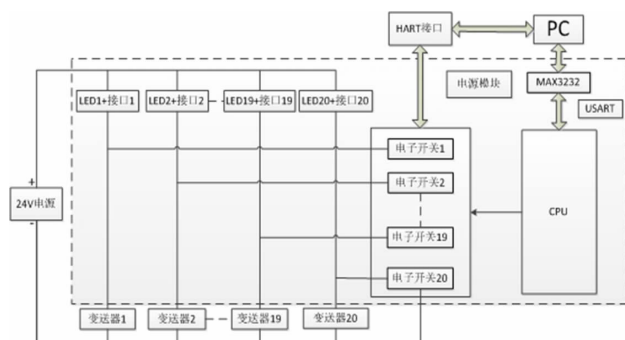 HART接口
PC
电源模块
MAX3232
USART
LED1+接口1
LED2+接口2
LED19+接口19
LED20+接口20
电子开关1
电子开关2
电子开关19
电子开关20
CPU
+
24V电源
-
变送器1
变送器2
变送器19
变送器20